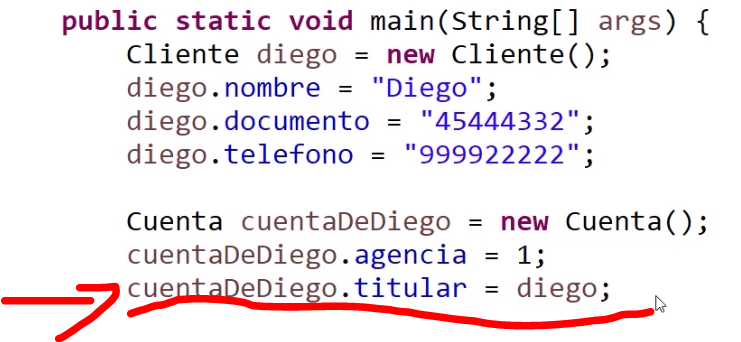 public static void main(String[] args) {
Cliente diego = new Cliente();
diego.nombre = "Diego";
diego.documento = "45444332";
diego.telefono = "999922222";
Cuenta cuentaDeDiego = new Cuenta();
cuentaDeDiego.agencia = 1;
cuentaDeDiego.titular = diego;